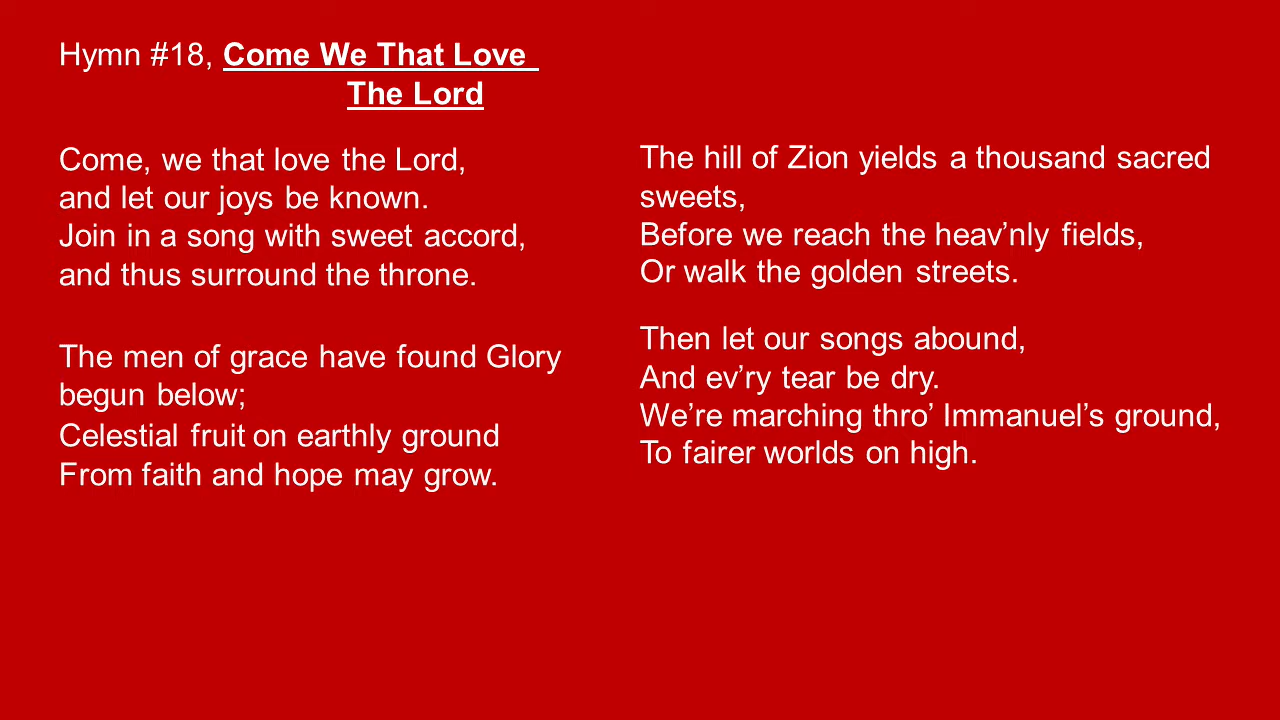 Hymn #18, Come We That Love
The Lord
Come, we that love the Lord,
and let our joys be known.
Join in a song with sweet accord,
and thus surround the throne.
The men of grace have found Glory
begun below;
Celestial fruit on earthly ground
From faith and hope may grow.
The hill of Zion yields a thousand sacred
sweets,
Before we reach the heav’nly fields,
Or walk the golden streets.
Then let our songs abound,
And ev’ry tear be dry.
We’re marching thro’ Immanuel’s ground,
To fairer worlds on high.